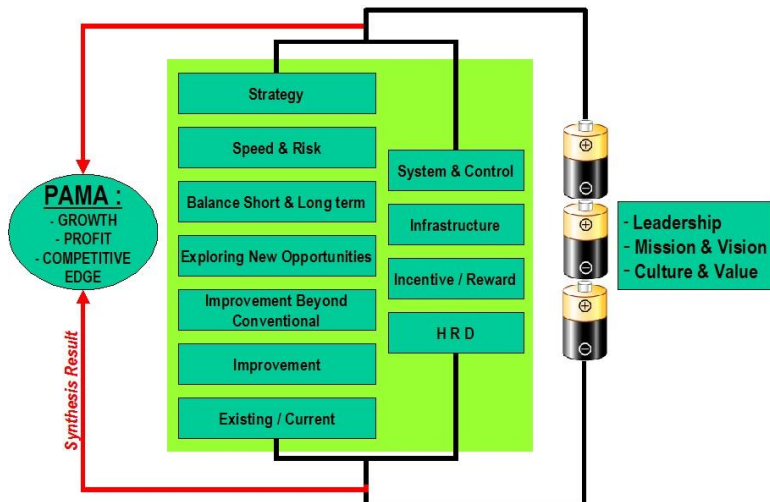 Strategy
Speed & Risk
Balance Short & Long term
Exploring New Opportunities
Improvement Beyond
Conventional
Improvement
Existing / Current
System & Control
Infrastructure
Incentive / Reward
H R D
PAMA :
- GROWTH
- PROFIT
- COMPETITIVE
EDGE
Synthesis Result
- Leadership
- Mission & Vision
- Culture & Value